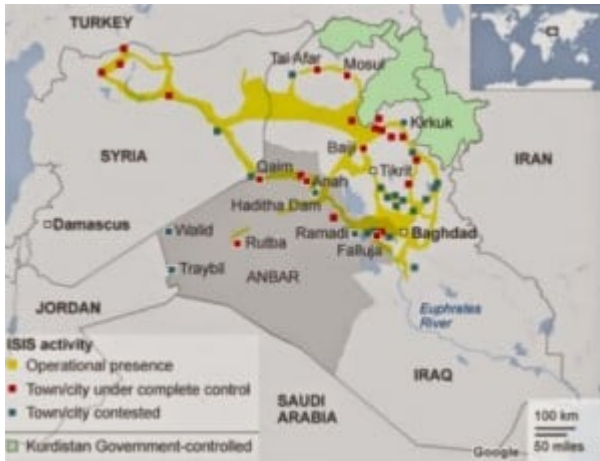 TURKEY
Tal Afar
Mosul
Kirkuk
Baiji
SYRIA
IRAN
Qaim
Tikrit
Anah
Haditha Dam
Damascus
Walid
Ramadi
Baghdad
Rutba
Falluja
Traybil
ANBAR
JORDAN
Euphrates
River
ISIS activity
Operational presence
IRAQ
Town/city under complete control
SAUDI
ARABIA
Town/city contested
100 km
50 miles
Kurdistan Government-controlled
Google